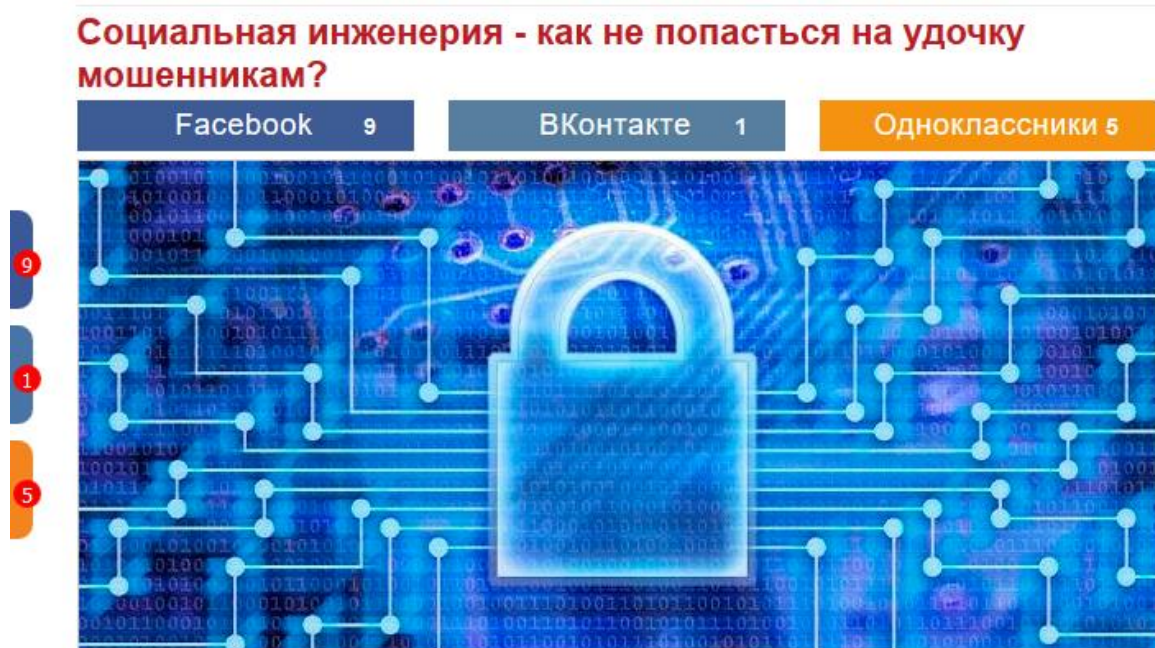 Социальная инженерия - как не попасться на удочку
мошенникам?
Facebook 9
ВКонтакте 1
Одноклассники 5
9
1
5